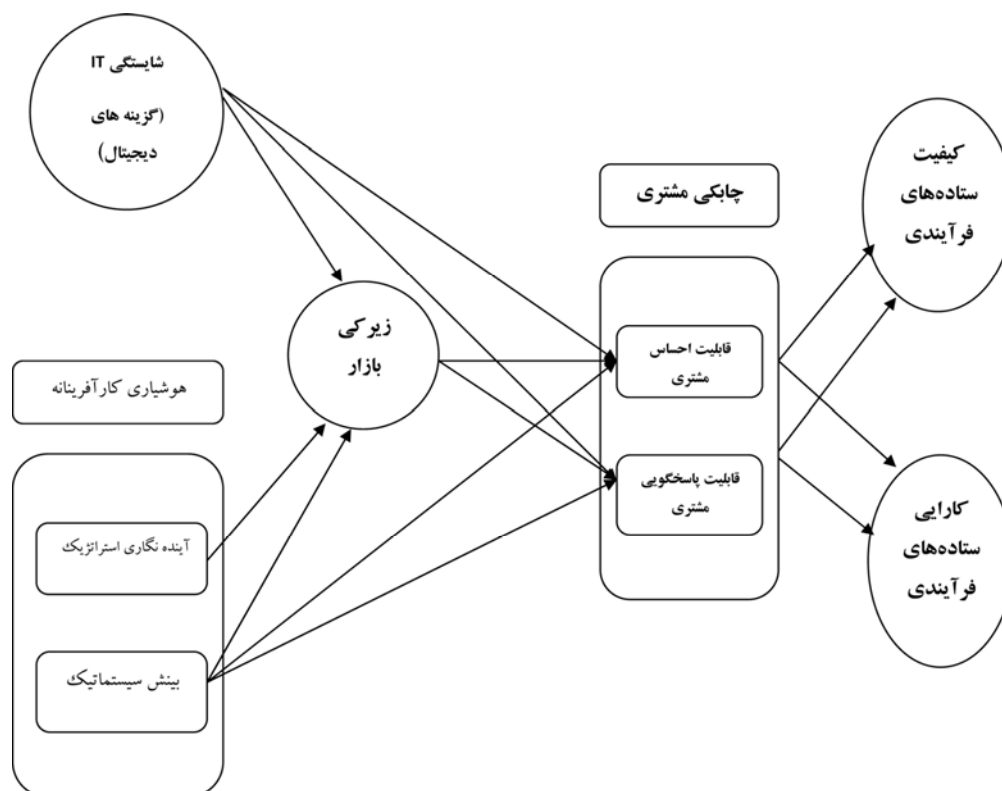 شایستگی IT
(گزینه های
دیجیتال)
کیفیت
ستاده‌های
فرآیندی
چابکی مشتری
زیرکی
بازار
قابلیت احساس
مشتری
هوشیاری کارآفرینانه
قابلیت پاسخگویی
مشتری
کارایی
ستاده‌های
فرآیندی
آینده نگاری استراتژیک
بینش سیستماتیک